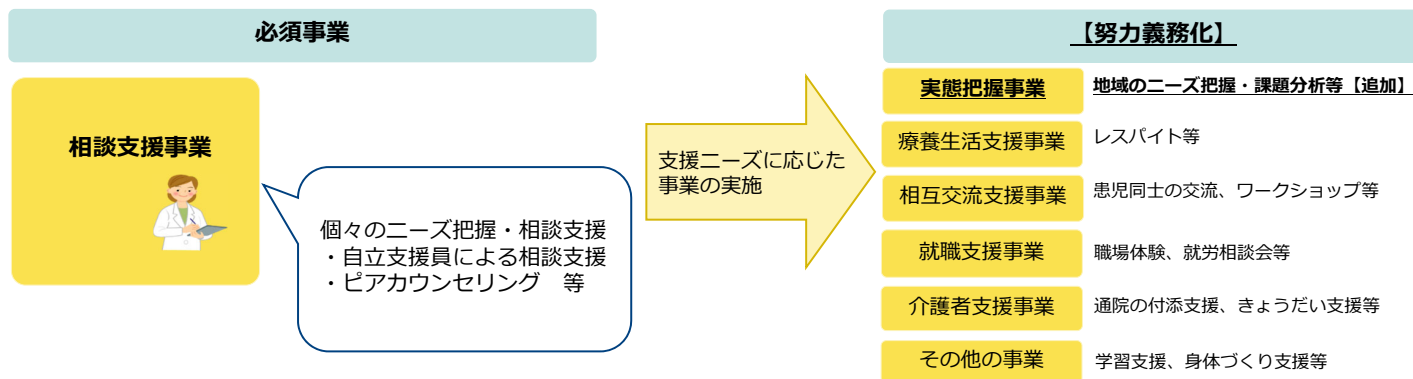 必須事業
相談支援事業
個々のニーズ把握・相談支援
・自立支援員による相談支援
・ピアカウンセリング　等
支援ニーズに応じた
事業の実施
【努力義務化】
実態把握事業　地域のニーズ把握・課題分析等【追加】
療養生活支援事業　レスパイト等
相互交流支援事業　患児同士の交流、ワークショップ等
就職支援事業　職場体験、就労相談会等
介護者支援事業　通院の付添支援、きょうだい支援等
その他の事業　学習支援、身体づくり支援等